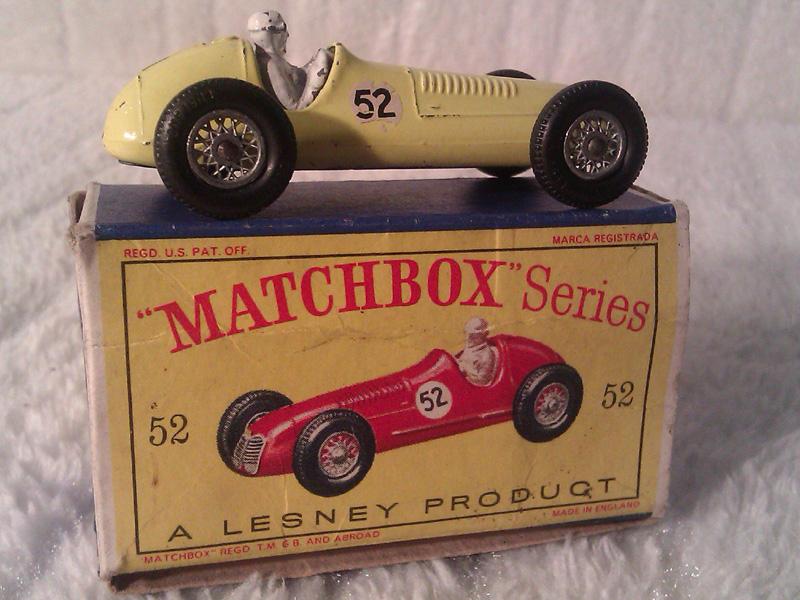 52
REGD. U.S. PAT. OFF.
MARCA REGISTRADA
"MATCHBOX" Series
52
52
52
A LESNEY PRODUCT
MADE IN ENGLAND
"MATCHBOX" REGD T.M. G.B. AND ABROAD